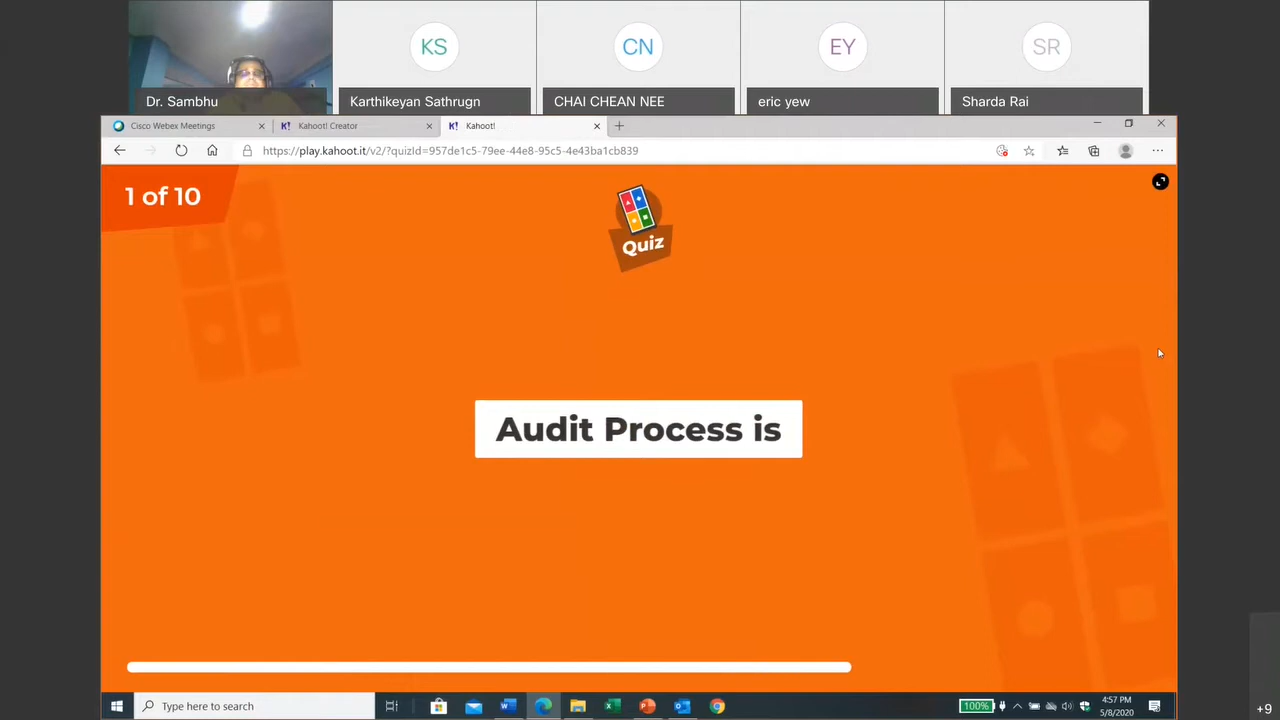 KS
CN
EY
SR
Dr. Sambhu
Karthikeyan Sathrugn
CHAI CHEAN NEE
eric yew
Sharda Rai
Cisco Webex Meetings
K! Kahoot! Creator
K! Kahoot!
https://play.kahoot.it/v2/?quizId=957de1c5-79ee-44e8-95c5-4e43ba1cb839
1 of 10
Quiz
Audit Process is
Type here to search
100%
4:57 PM
5/8/2020
+9